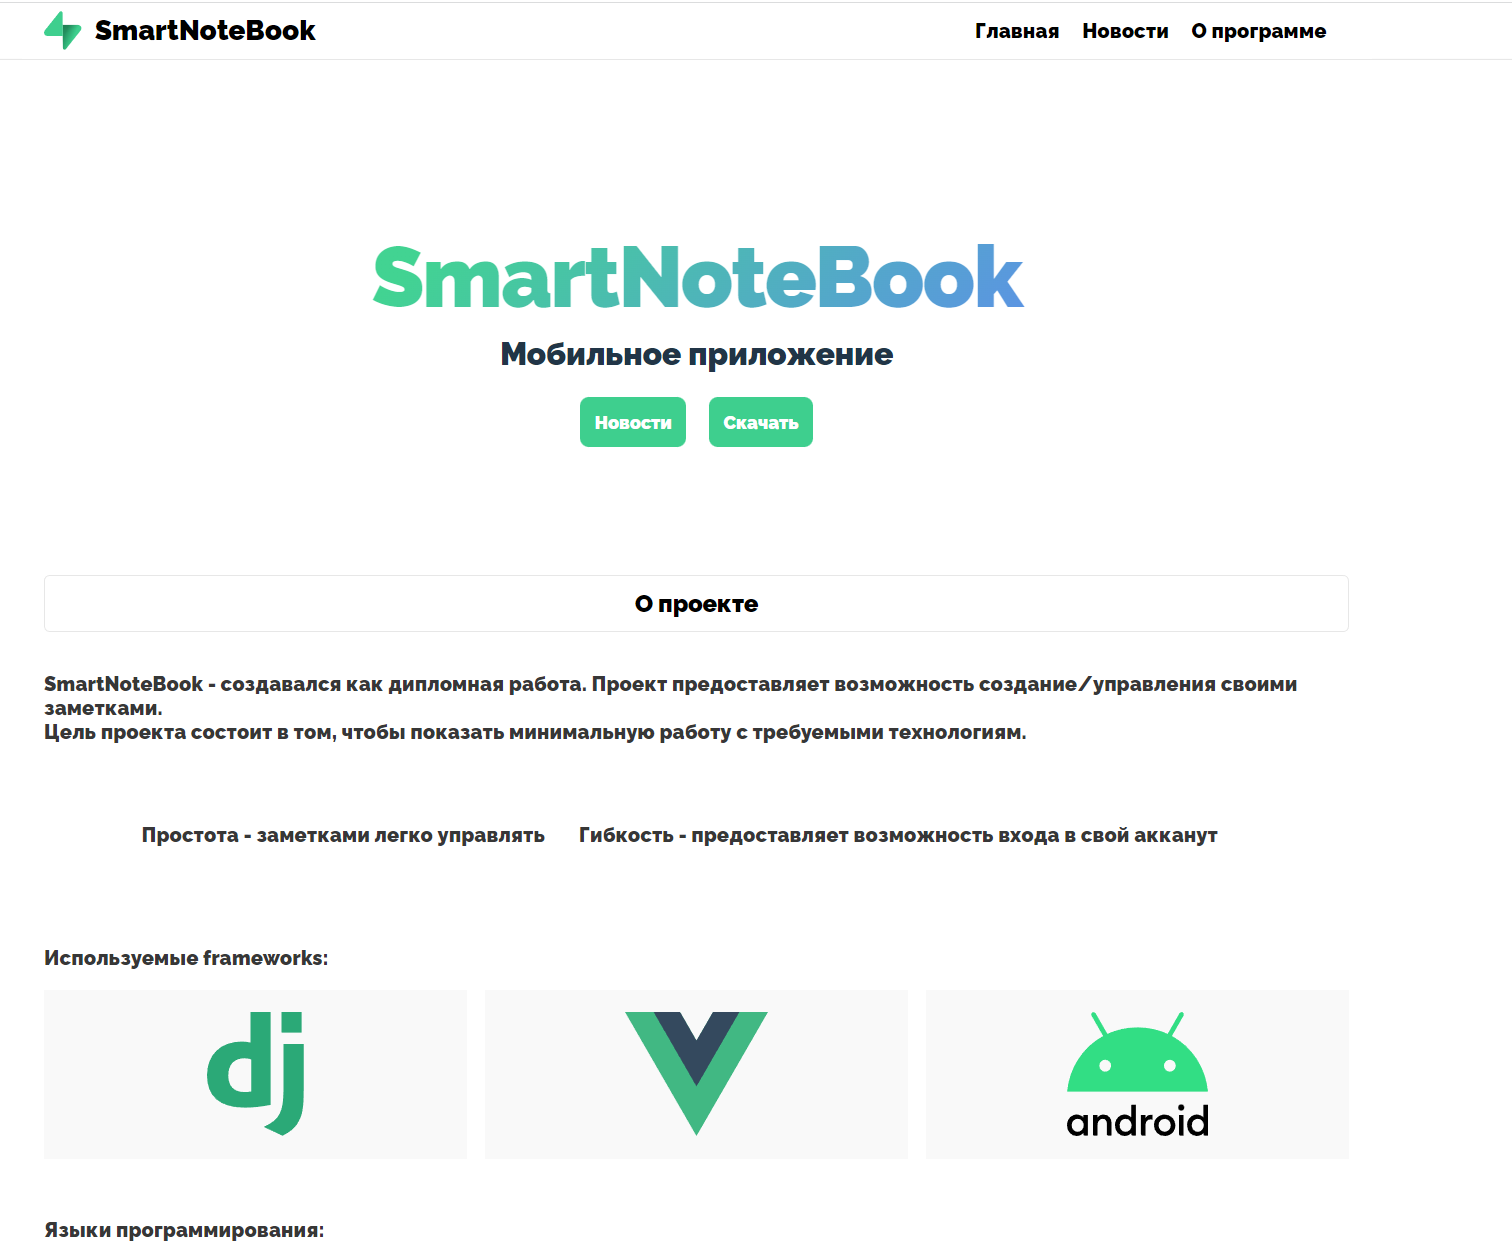 SmartNoteBook
Главная Новости О программе
SmartNoteBook
Мобильное приложение
Новости Скачать
О проекте
SmartNoteBook - создавался как дипломная работа. Проект предоставляет возможность создание/управления своими
заметками.
Цель проекта состоит в том, чтобы показать минимальную работу с требуемыми технологиям.
Простота - заметками легко управлять Гибкость - предоставляет возможность входа в свой акканут
Используемые frameworks:
dj
android
Языки программирования: